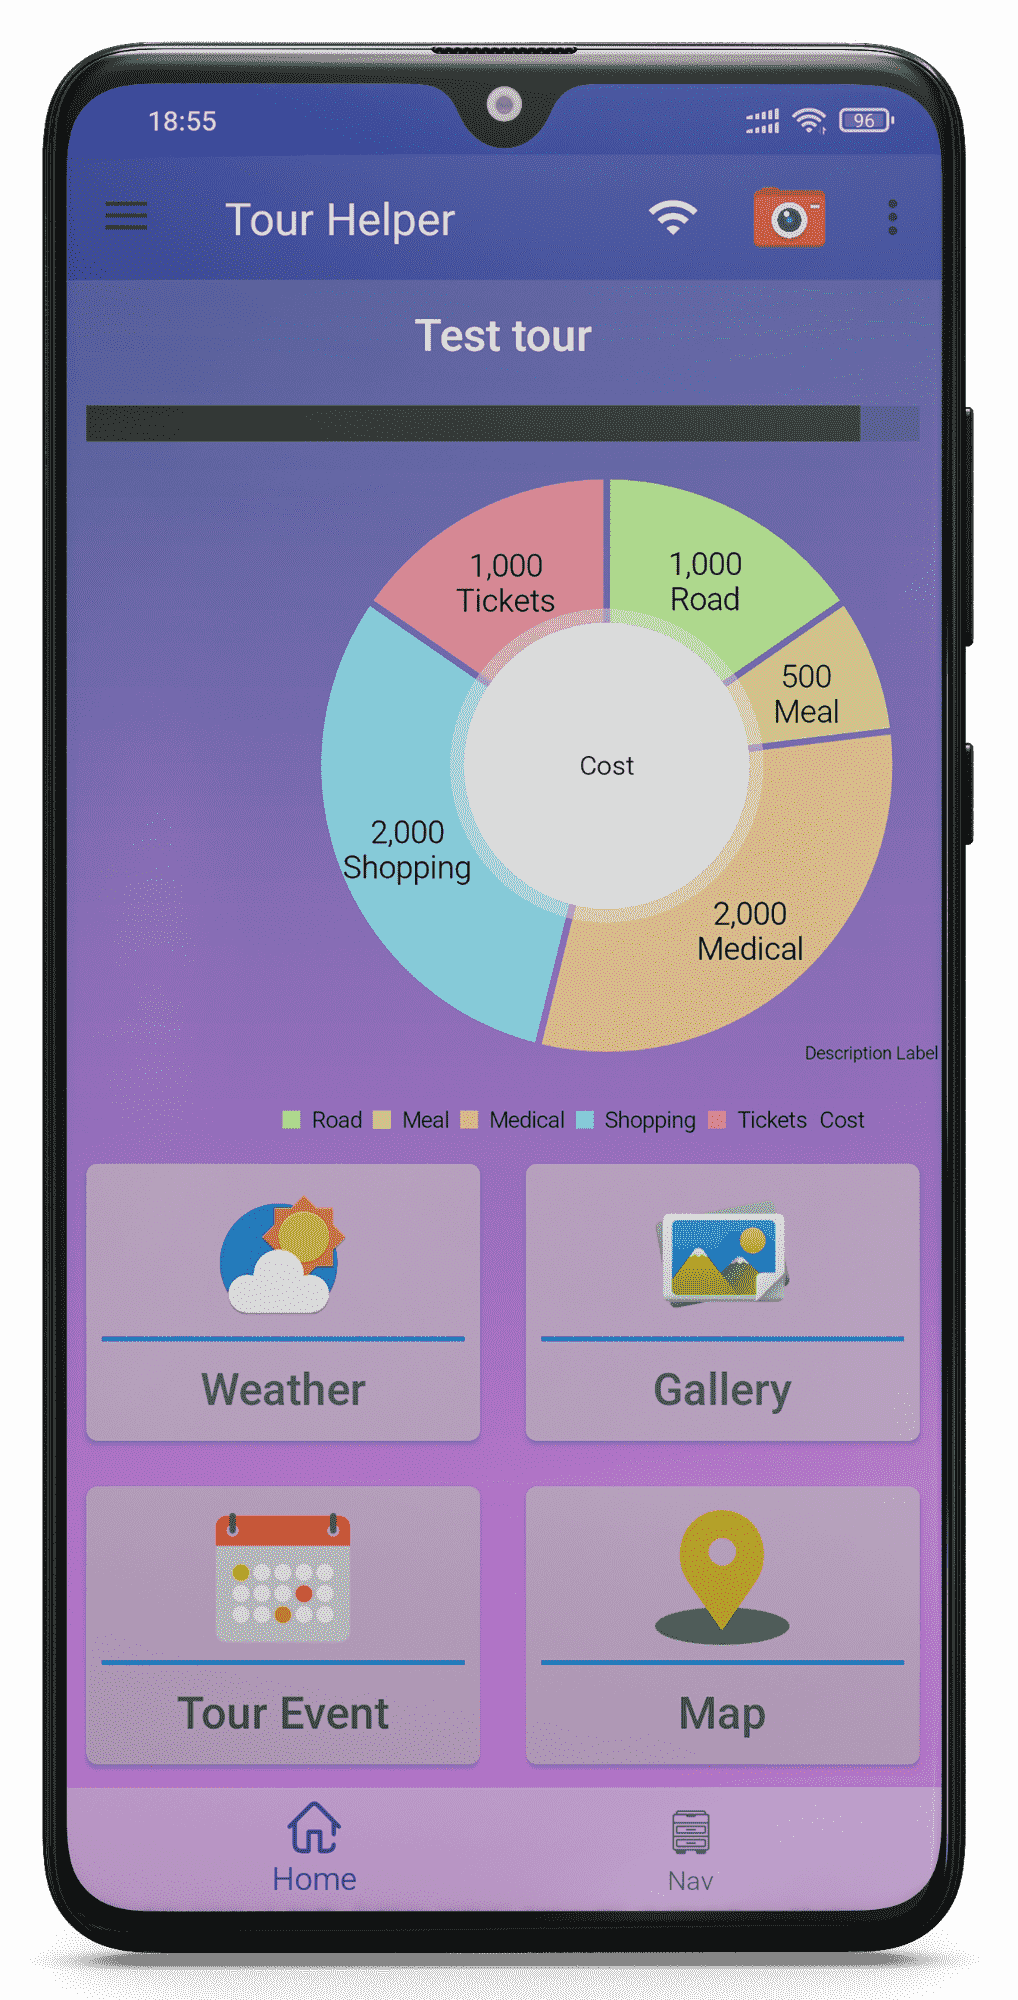 18:55
96
Tour Helper
Test tour
1,000
Tickets
1,000
Road
500
Meal
Cost
2,000
Shopping
2,000
Medical
Description Label
Road Meal Medical Shopping Tickets Cost
Weather
Gallery
Tour Event
Map
Home
Nav